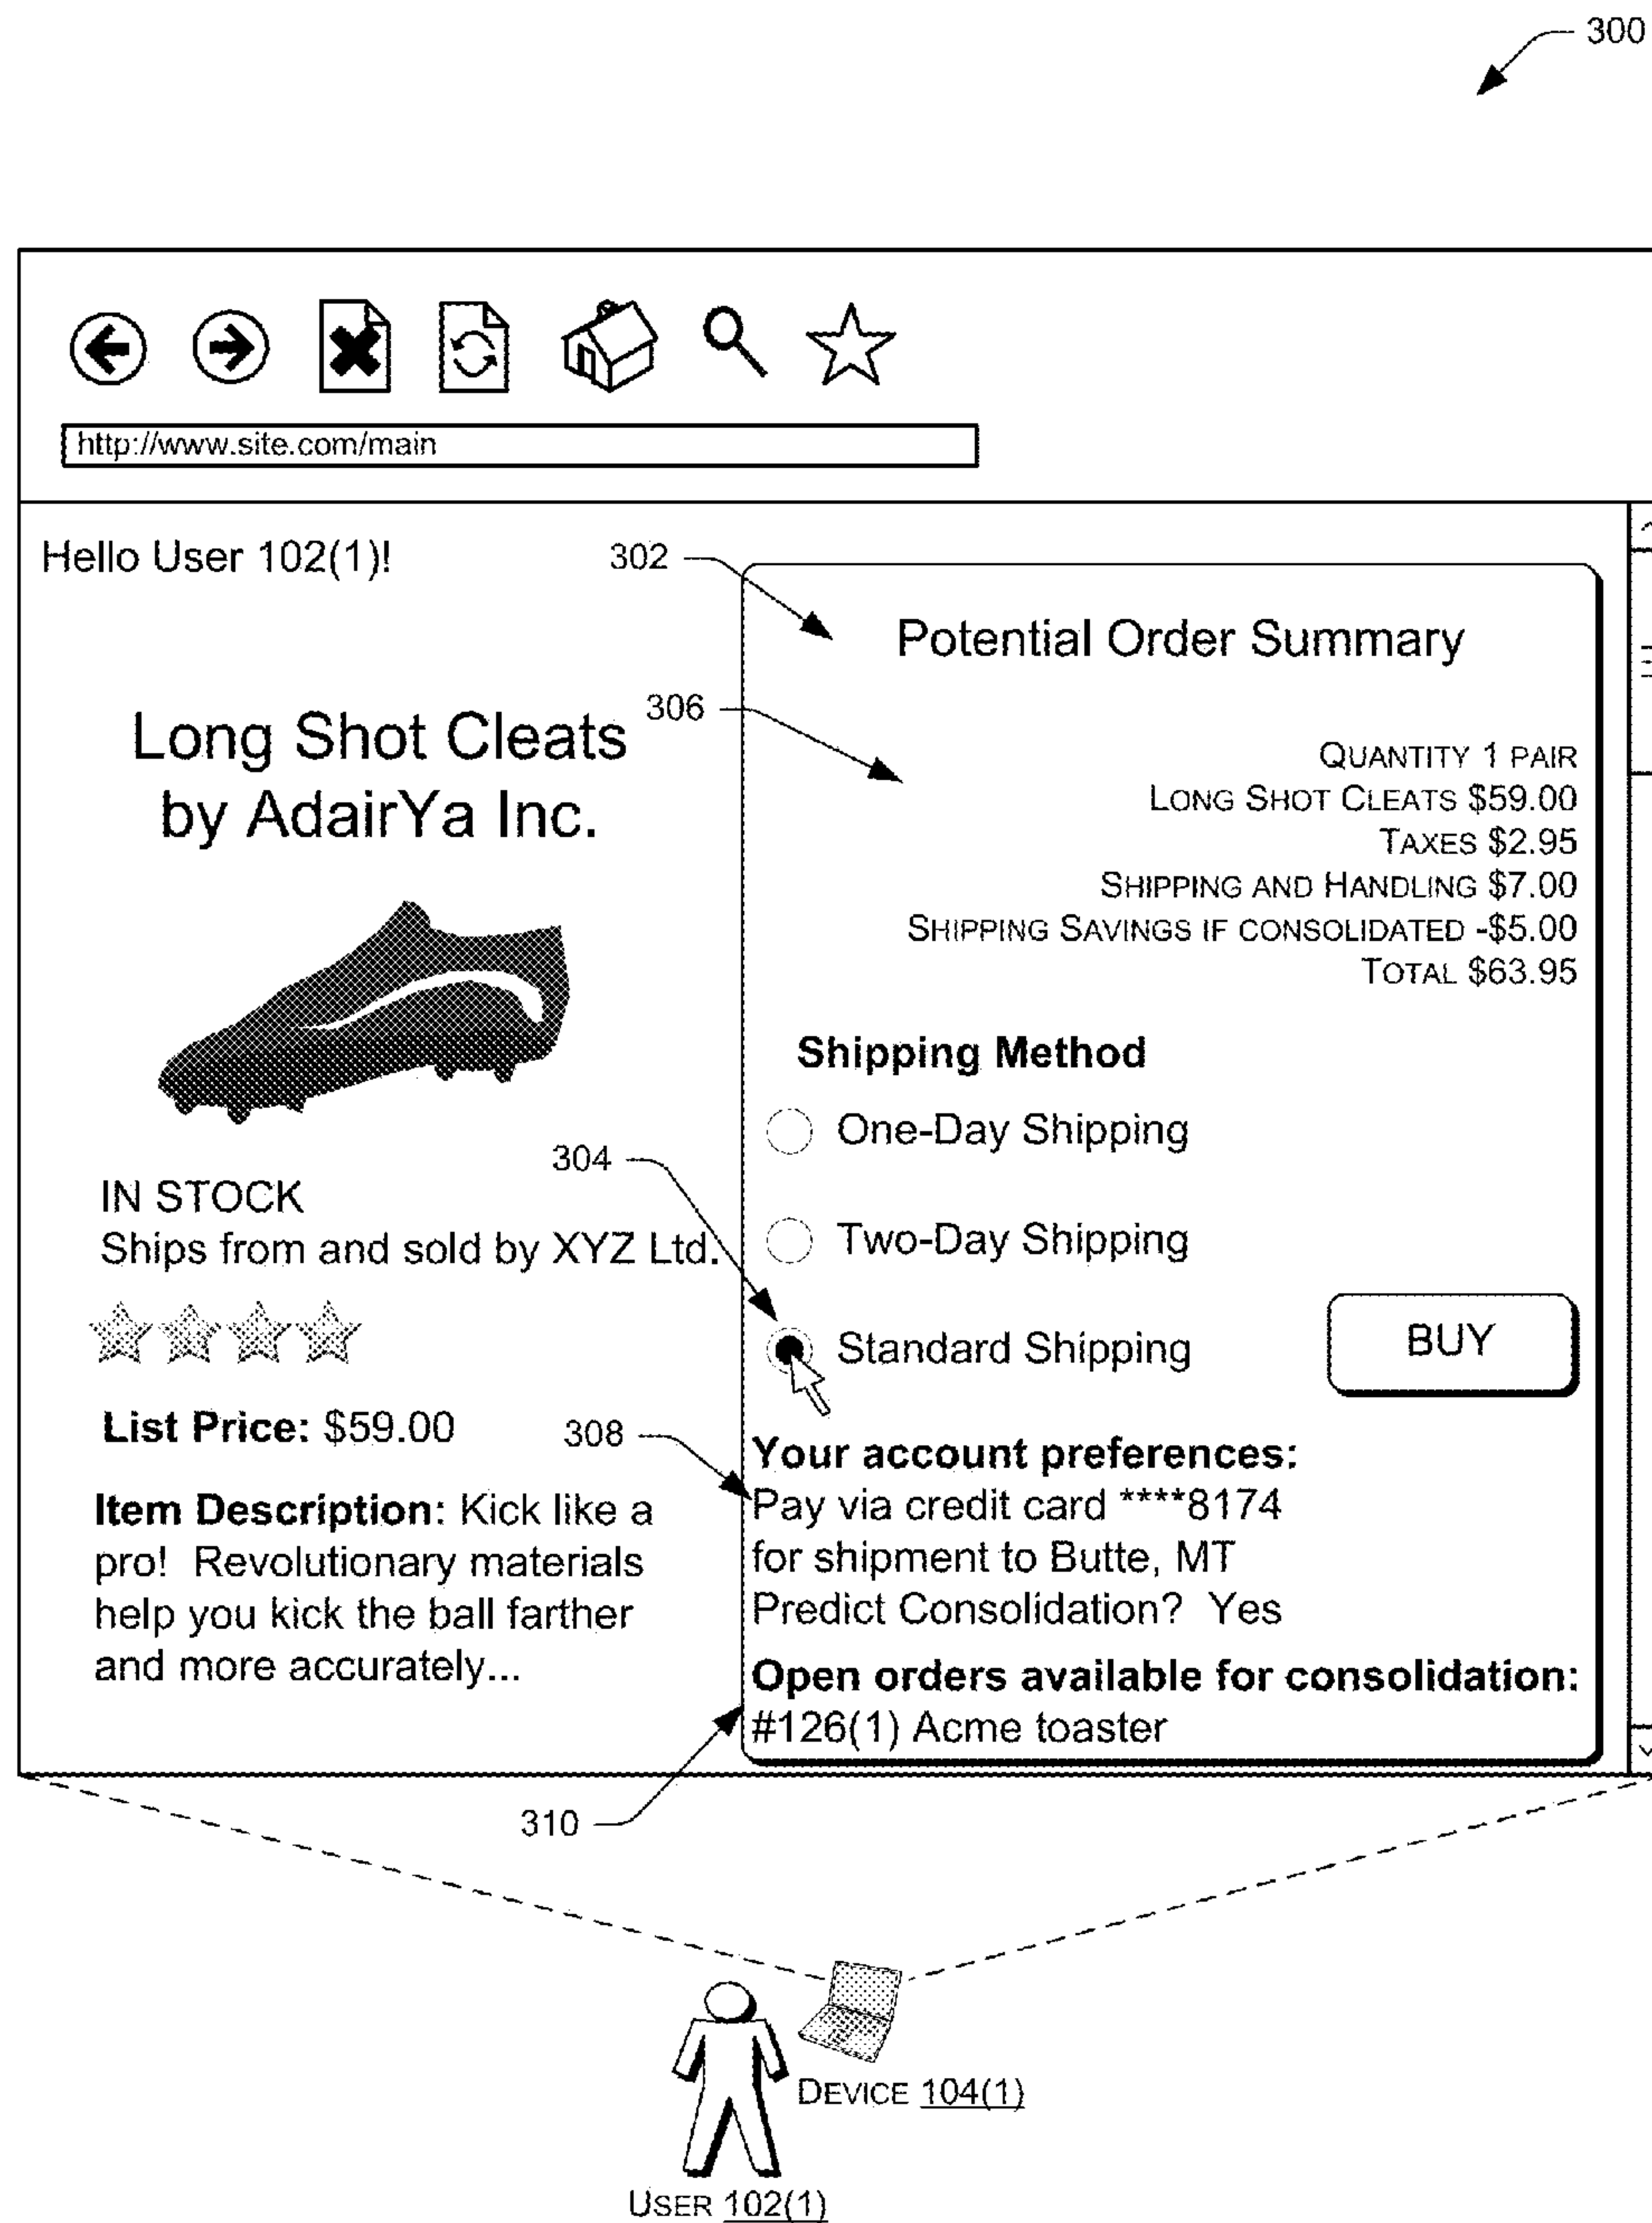 300
http://www.site.com/main
Hello User 102(1)!
Long Shot Cleats
by AdairYa Inc.
IN STOCK
Ships from and sold by XYZ Ltd.
List Price: $59.00
Item Description: Kick like a
pro! Revolutionary materials
help you kick the ball farther
and more accurately...
302
Potential Order Summary
306
QUANTITY 1 PAIR
LONG SHOT CLEATS $59.00
TAXES $2.95
SHIPPING AND HANDLING $7.00
SHIPPING SAVINGS IF CONSOLIDATED -$5.00
TOTAL $63.95
Shipping Method
One-Day Shipping
304
Two-Day Shipping
Standard Shipping
BUY
308
Your account preferences:
Pay via credit card ****8174
for shipment to Butte, MT
Predict Consolidation? Yes
Open orders available for consolidation:
#126(1) Acme toaster
310
DEVICE 104(1)
USER 102(1)